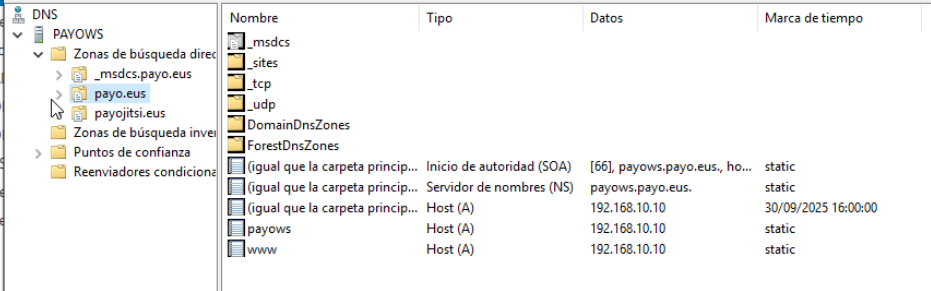 DNS
PAYOWS
Zonas de búsqueda direc
_msdcs.payo.eus
payo.eus
payojitsi.eus
Zonas de búsqueda inve
Puntos de confianza
Reenviadores condiciona
Nombre Tipo Datos Marca de tiempo
_msdcs
_sites
_tcp
_udp
DomainDnsZones
ForestDnsZones
(igual que la carpeta princip... Inicio de autoridad (SOA) [66], payows.payo.eus., ho... static
(igual que la carpeta princip... Servidor de nombres (NS) payows.payo.eus. static
(igual que la carpeta princip... Host (A) 192.168.10.10 30/09/2025 16:00:00
payows Host (A) 192.168.10.10 static
www Host (A) 192.168.10.10 static